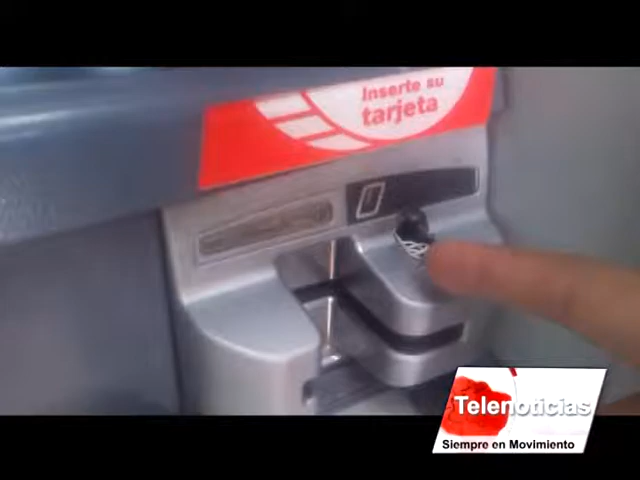 Inserte su
tarjeta
Telenoticias
Siempre en Movimiento